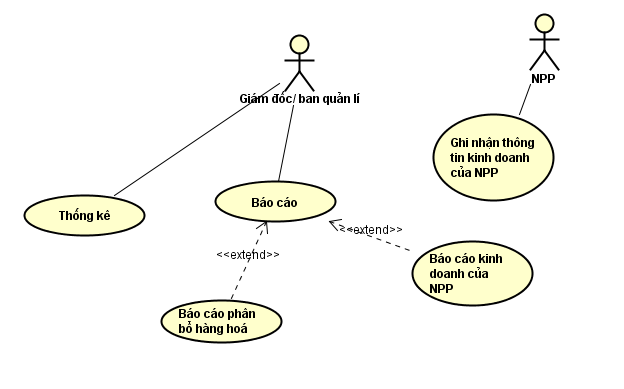 NPP
Giám đốc/ ban quản lí
Ghi nhận thông
tin kinh doanh
của NPP
Thống kê
Báo cáo
<<extend>>
<<extend>>
Báo cáo kinh
doanh của
NPP
Báo cáo phân
bổ hàng hoá